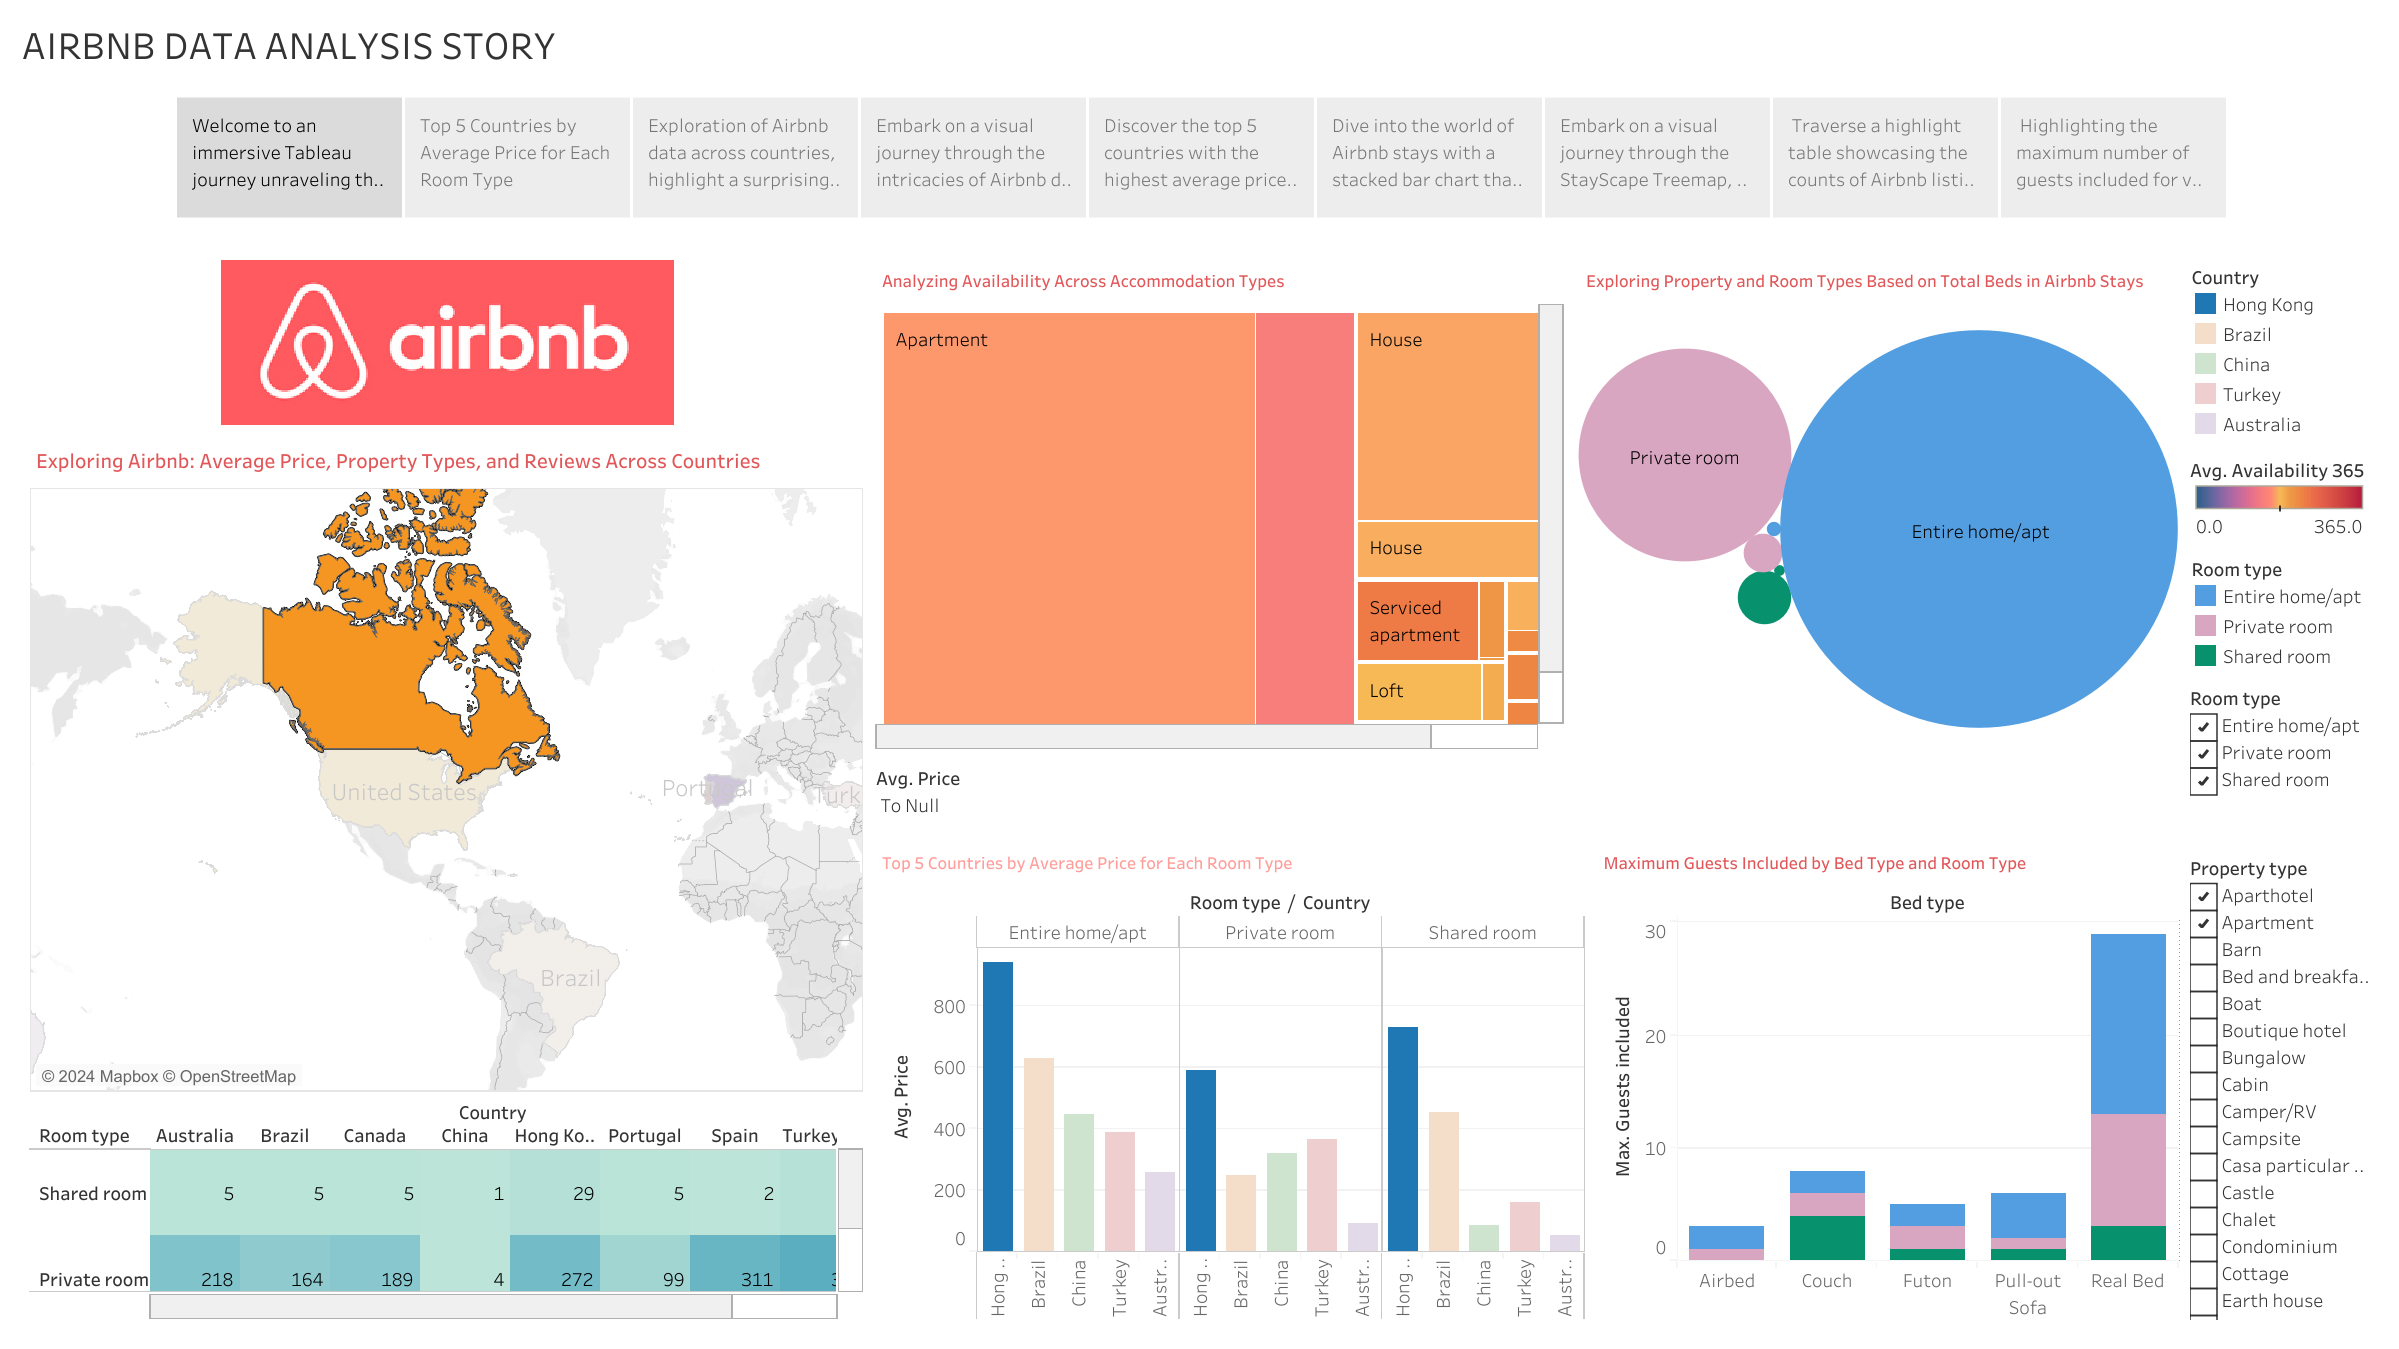 AIRBNB DATA ANALYSIS STORY
Welcome to an
immersive Tableau
journey unraveling th..
Top 5 Countries by
Average Price for Each
Room Type
Exploration of Airbnb
data across countries,
highlight a surprising..
Embark on a visual
journey through the
intricacies of Airbnb d..
Discover the top 5
countries with the
highest average price..
Dive into the world of
Airbnb stays with a
stacked bar chart tha..
Embark on a visual
journey through the
StayScape Treemap, ..
Traverse a highlight
table showcasing the
counts of Airbnb listi..
Highlighting the
maximum number of
guests included for v..
airbnb
Exploring Airbnb: Average Price, Property Types, and Reviews Across Countries
United States
Portugal
Turk
Brazil
© 2024 Mapbox © OpenStreetMap
Country
Room type Australia Brazil Canada China Hong Ko.. Portugal Spain Turkey
Shared room 5 5 5 1 29 5 2
Private room 218 164 189 4 272 99 311
Analyzing Availability Across Accommodation Types
Apartment
House
House
Serviced
apartment
Loft
Avg. Price
To Null
Top 5 Countries by Average Price for Each Room Type
Room type / Country
Entire home/apt Private room Shared room
Avg. Price
800
600
400
200
0
Hong .. Brazil China Turkey Austr.. Hong .. Brazil China Turkey Austr.. Hong .. Brazil China Turkey Austr..
Exploring Property and Room Types Based on Total Beds in Airbnb Stays
Private room
Entire home/apt
Maximum Guests Included by Bed Type and Room Type
Bed type
Max. Guests included
30
20
10
0
Airbed Couch Futon Pull-out
Sofa Real Bed
Country
Hong Kong
Brazil
China
Turkey
Australia
Avg. Availability 365
0.0 365.0
Room type
Entire home/apt
Private room
Shared room
Room type
Entire home/apt
Private room
Shared room
Property type
Aparthotel
Apartment
Barn
Bed and breakfa..
Boat
Boutique hotel
Bungalow
Cabin
Camper/RV
Campsite
Casa particular ..
Castle
Chalet
Condominium
Cottage
Earth house